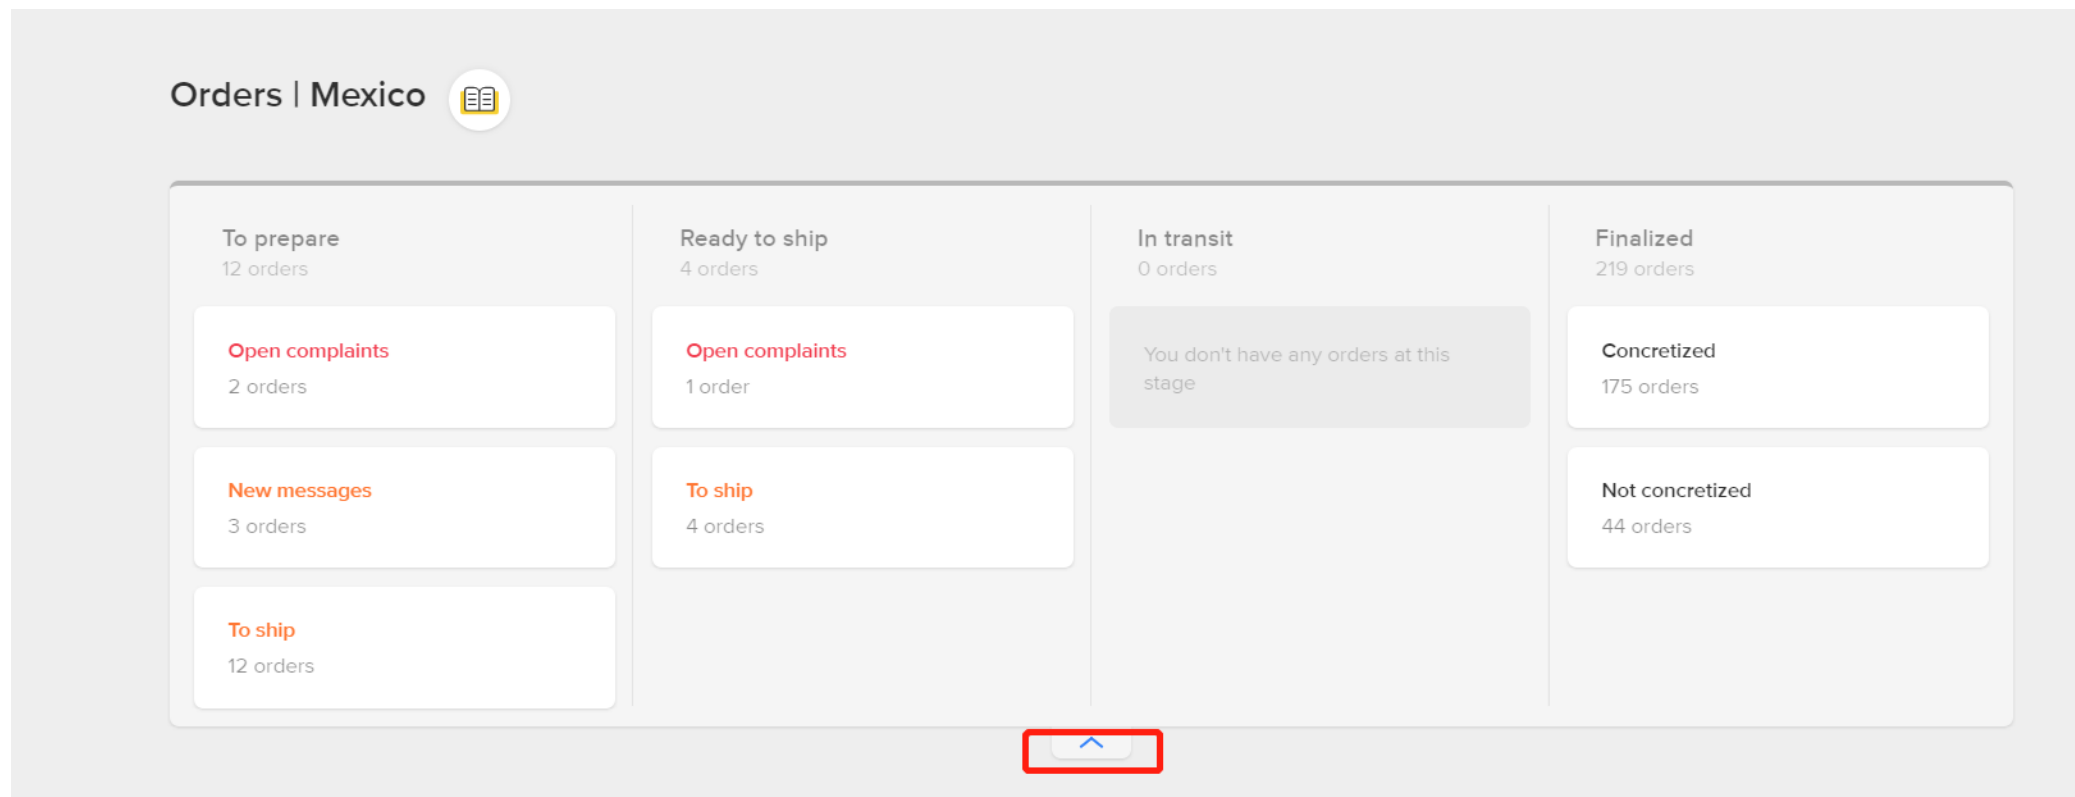 Orders | Mexico
To prepare
12 orders
Open complaints
2 orders
New messages
3 orders
To ship
12 orders
Ready to ship
4 orders
Open complaints
1 order
To ship
4 orders
In transit
0 orders
You don't have any orders at this
stage
Finalized
219 orders
Concretized
175 orders
Not concretized
44 orders